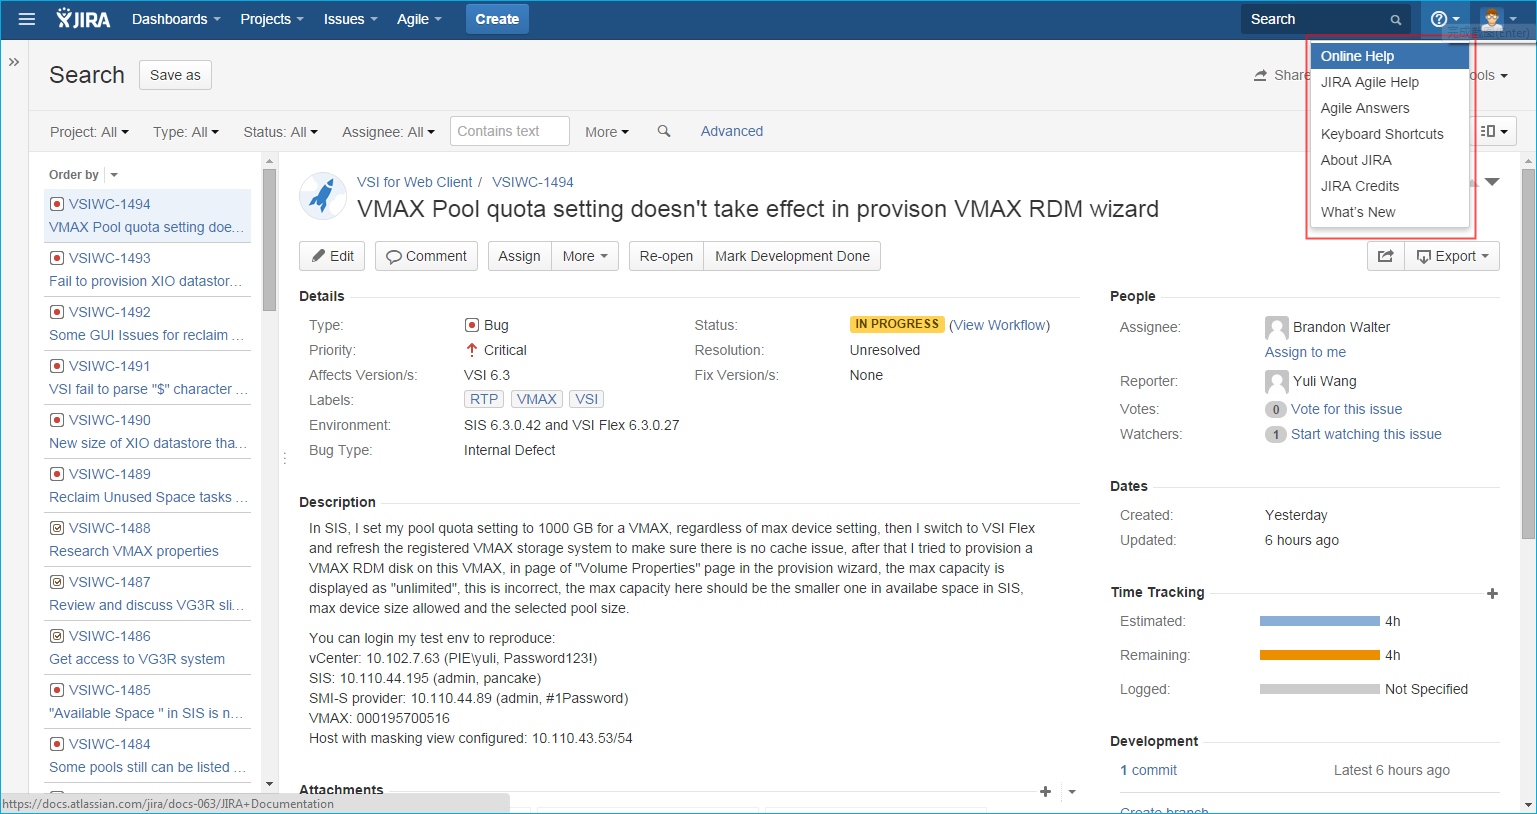 JIRA Dashboards Projects Issues Agile Create Search
完成截图(Enter)
Online Help
JIRA Agile Help
Agile Answers
Keyboard Shortcuts
About JIRA
JIRA Credits
What's New
Search Save as Share ools
Project: All Type: All Status: All Assignee: All Contains text More Advanced
Order by
VSIWC-1494
VMAX Pool quota setting doe...
VSIWC-1493
Fail to provision XIO datastor...
VSIWC-1492
Some GUI Issues for reclaim ...
VSIWC-1491
VSI fail to parse "$" character ...
VSIWC-1490
New size of XIO datastore tha...
VSIWC-1489
Reclaim Unused Space tasks ...
VSIWC-1488
Research VMAX properties
VSIWC-1487
Review and discuss VG3R sli...
VSIWC-1486
Get access to VG3R system
VSIWC-1485
"Available Space " in SIS is n...
VSIWC-1484
Some pools still can be listed ...
VSI for Web Client / VSIWC-1494
VMAX Pool quota setting doesn't take effect in provison VMAX RDM wizard
Edit Comment Assign More Re-open Mark Development Done Export
Details
Type: Bug Status: IN PROGRESS (View Workflow)
Priority: Critical Resolution: Unresolved
Affects Version/s: VSI 6.3 Fix Version/s: None
Labels: RTP VMAX VSI
Environment: SIS 6.3.0.42 and VSI Flex 6.3.0.27
Bug Type: Internal Defect
Description
In SIS, I set my pool quota setting to 1000 GB for a VMAX, regardless of max device setting, then I switch to VSI Flex
and refresh the registered VMAX storage system to make sure there is no cache issue, after that I tried to provision a
VMAX RDM disk on this VMAX, in page of "Volume Properties" page in the provision wizard, the max capacity is
displayed as "unlimited", this is incorrect, the max capacity here should be the smaller one in availabe space in SIS,
max device size allowed and the selected pool size.
You can login my test env to reproduce:
vCenter: 10.102.7.63 (PIE\yuli, Password123!)
SIS: 10.110.44.195 (admin, pancake)
SMI-S provider: 10.110.44.89 (admin, #1Password)
VMAX: 000195700516
Host with masking view configured: 10.110.43.53/54
Attachments
People
Assignee: Brandon Walter
Assign to me
Reporter: Yuli Wang
Votes: 0 Vote for this issue
Watchers: 1 Start watching this issue
Dates
Created: Yesterday
Updated: 6 hours ago
Time Tracking
Estimated: 4h
Remaining: 4h
Logged: Not Specified
Development
1 commit Latest 6 hours ago
Create branch
https://docs.atlassian.com/jira/docs-063/JIRA+Documentation